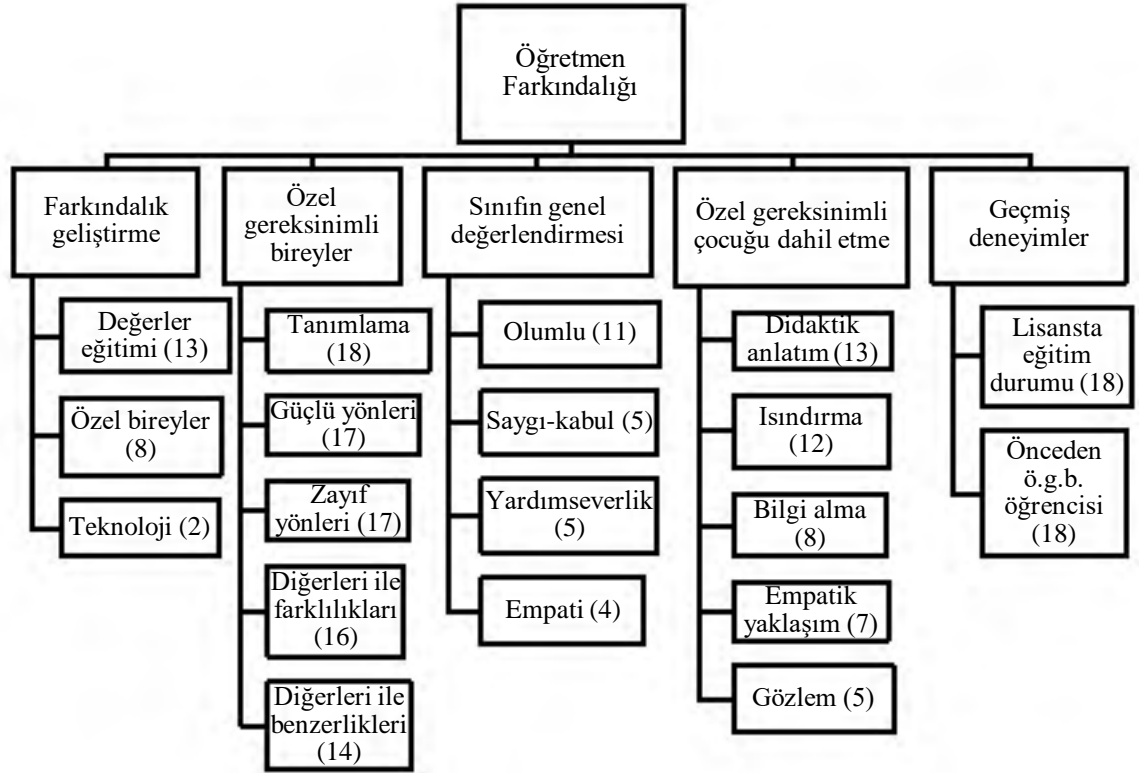 Öğretmen
Farkındalığı
Farkındalık
geliştirme
Değerler
eğitimi (13)
Özel bireyler
(8)
Teknoloji (2)
Özel
gereksinimli
bireyler
Tanımlama
(18)
Güçlü yönleri
(17)
Zayıf
yönleri (17)
Diğerleri ile
farklılıkları
(16)
Diğerleri ile
benzerlikleri
(14)
Sınıfın genel
değerlendirmesi
Olumlu (11)
Saygı-kabul (5)
Yardımseverlik
(5)
Empati (4)
Özel gereksinimli
çocuğu dahil etme
Didaktik
anlatım (13)
Isındırma
(12)
Bilgi alma
(8)
Empatik
yaklaşım (7)
Gözlem (5)
Geçmiş
deneyimler
Lisansta
eğitim
durumu (18)
Önceden
ö.g.b.
öğrencisi
(18)